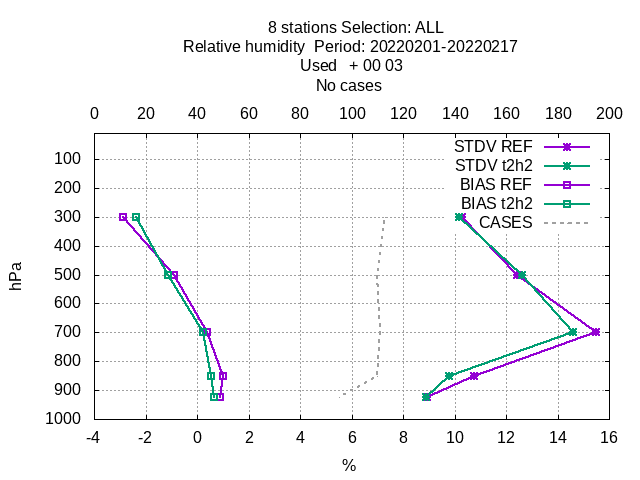 8 stations Selection: ALL
Relative humidity  Period: 20220201-20220217
Used   + 00 03
No cases
0 20 40 60 80 100 120 140 160 180 200
STDV REF
STDV t2h2
BIAS REF
BIAS t2h2
CASES
100
200
300
400
500
600
700
800
900
1000
hPa
-4 -2 0 2 4 6 8 10 12 14 16
%